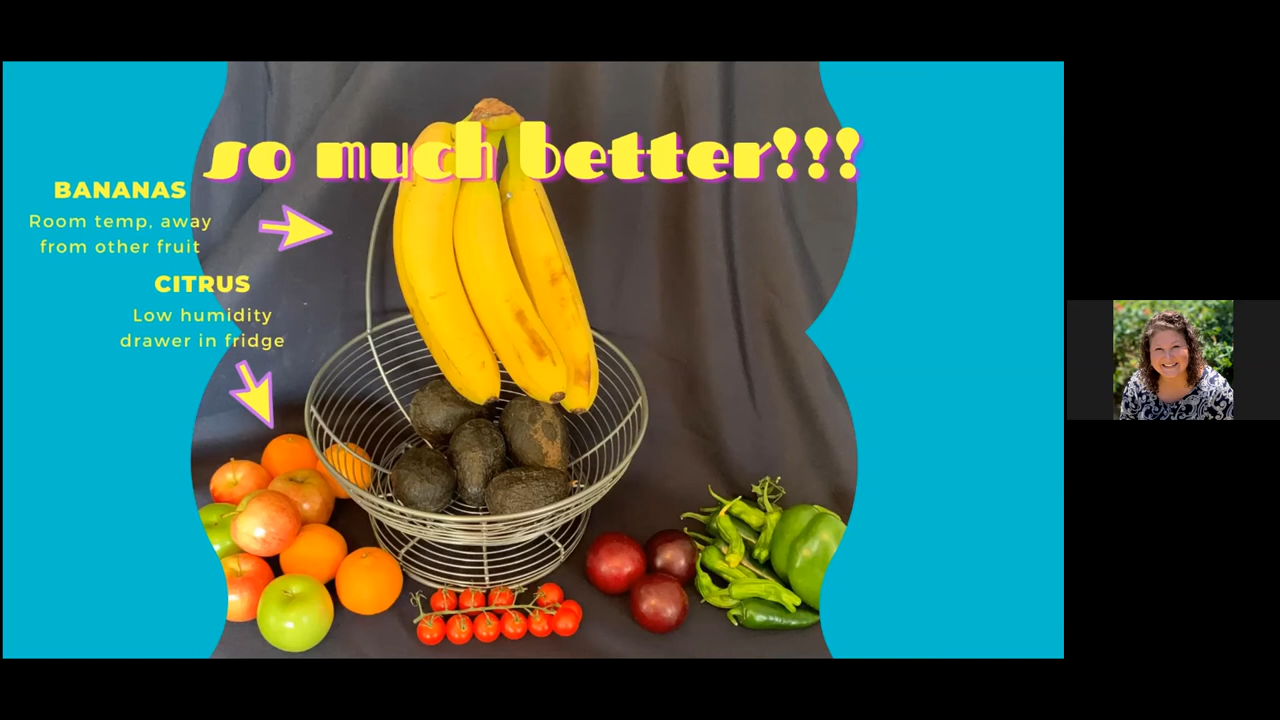 so much better!!!
BANANAS
Room temp, away
from other fruit
CITRUS
Low humidity
drawer in fridge